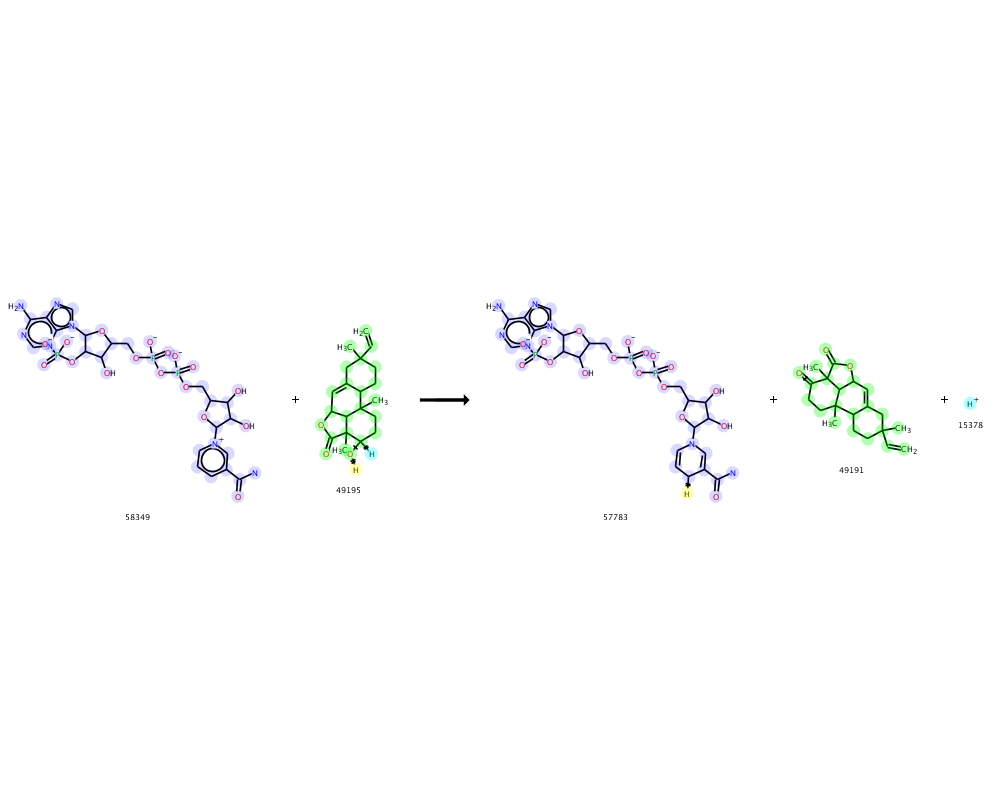 H₂N N N N N O O⁻ O⁻ P O O OH O O⁻ P O O⁻ P O O O O OH OH N⁺ N O
58349
+
H₂C H₃C CH₃ O O H₃C O H H
49195
H₂N N N N N O O⁻ O⁻ P O O OH O O⁻ P O O⁻ P O O O O OH OH N N O H
57783
+
O O O H₃C H₃C CH₃ CH₂
49191
+
H⁺
15378